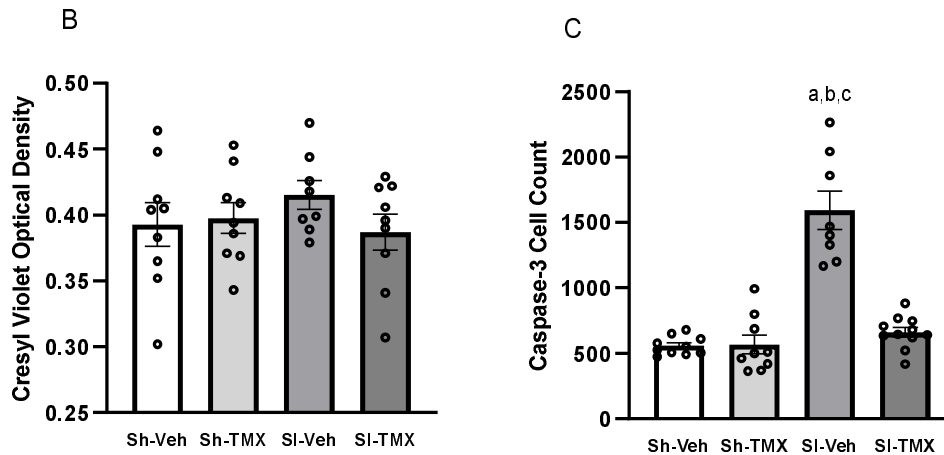 B
Cresyl Violet Optical Density
0.50
0.45
0.40
0.35
0.30
0.25
Sh-Veh Sh-TMX SI-Veh SI-TMX
C
Caspase-3 Cell Count
2500
2000
1500
1000
500
0
a,b,c
Sh-Veh Sh-TMX SI-Veh SI-TMX